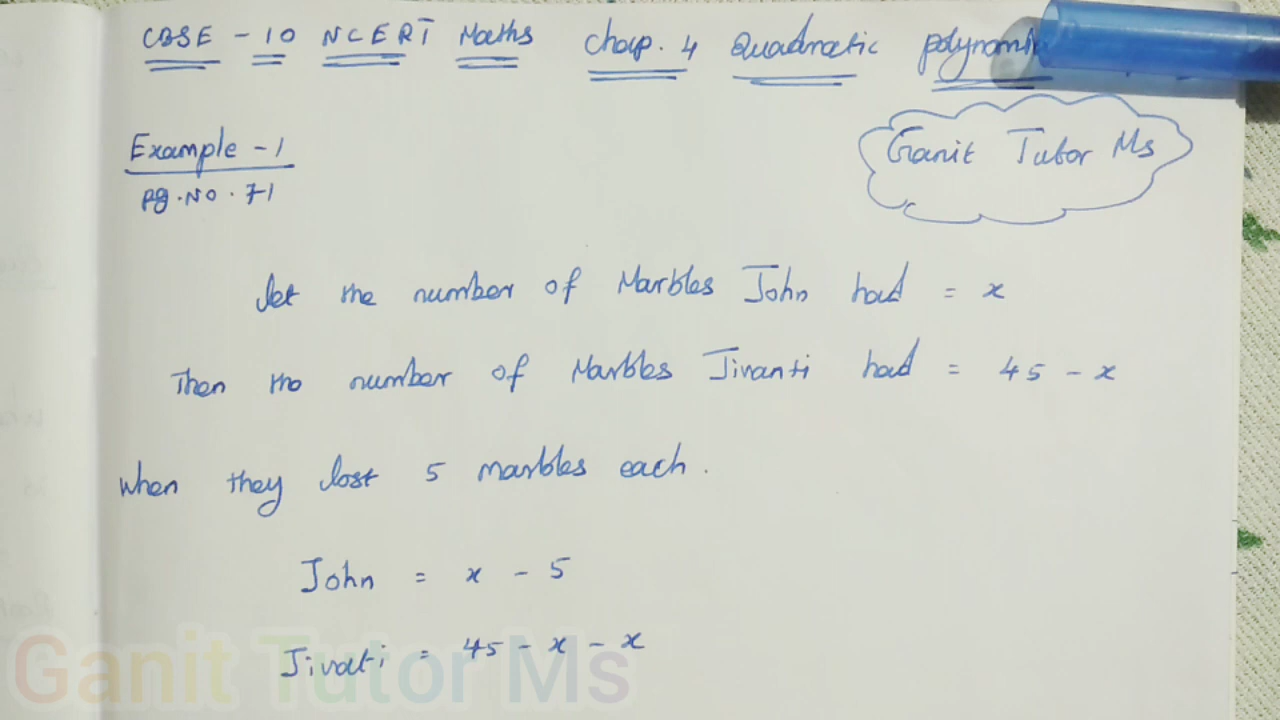 CBSE - 10 NCERT Maths Chap. 4 Quadratic
Ganit Tutor Ms
Example - 1
pg. No. 71
let the number of Marbles John had = x
Then the number of Marbles Jivanti had = 45 - x
When they lost 5 marbles each.
John = x - 5
Jivati = 45 - x - x
Ganit Tutor Ms